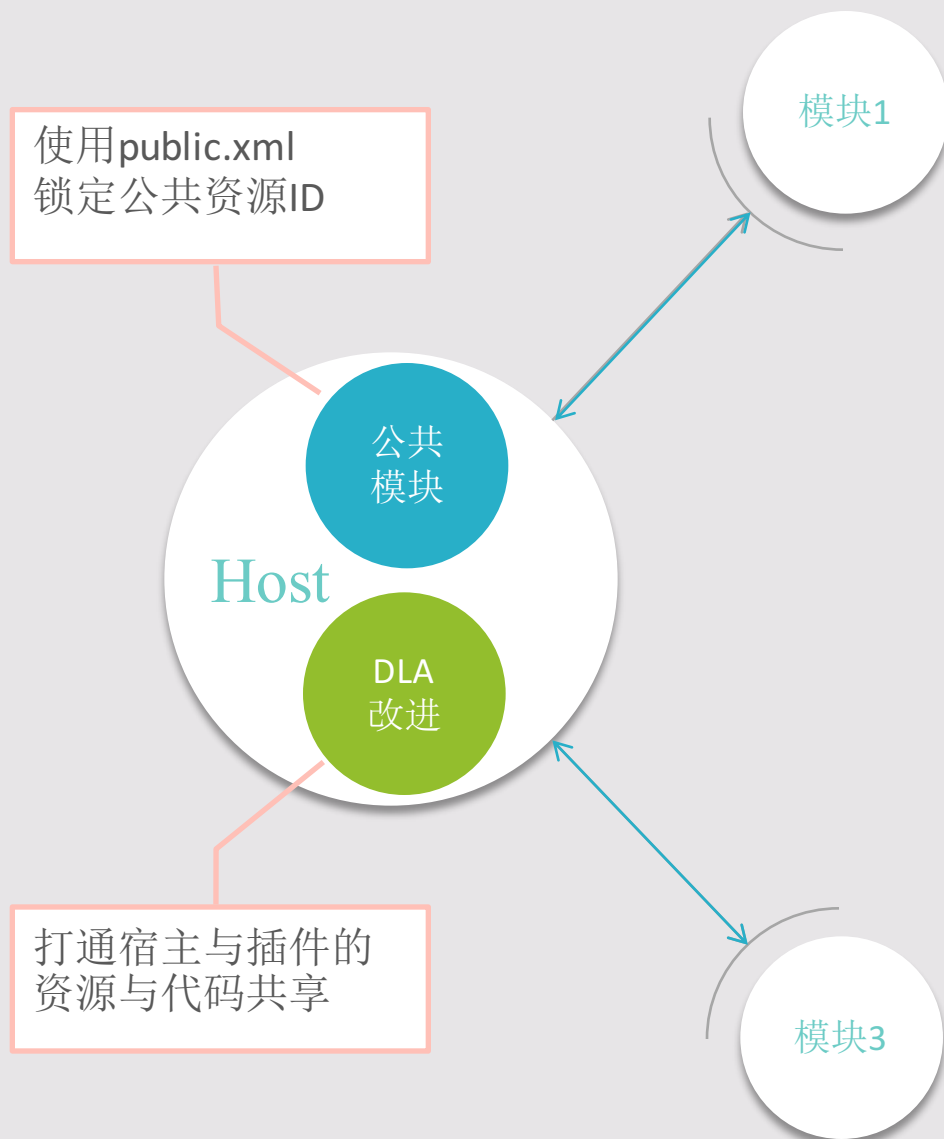 模块1
使用public.xml
锁定公共资源ID
公共
模块
Host
DLA
改进
打通宿主与插件的
资源与代码共享
模块3